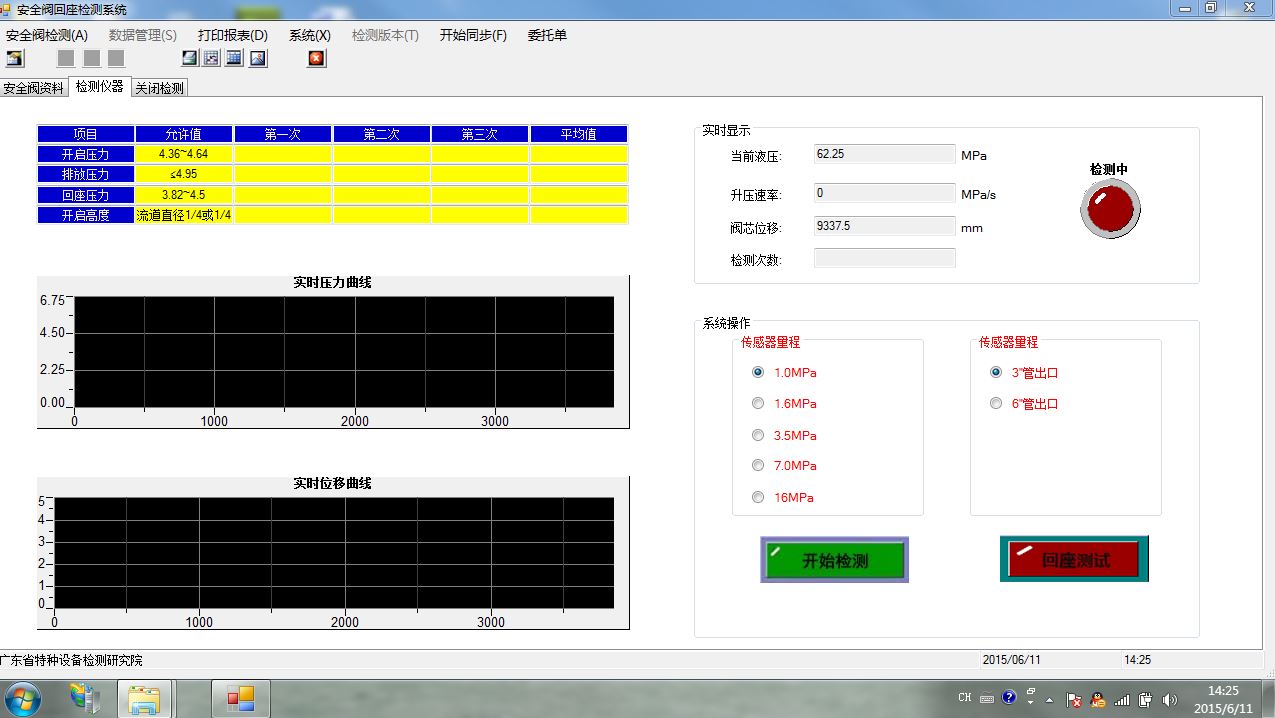 安全阀回座检测系统
安全阀检测(A) 数据管理(S) 打印报表(D) 系统(X) 检测版本(T) 开始同步(F) 委托单
安全阀资料 检测仪器 关闭检测
项目 允许值 第一次 第二次 第三次 平均值
开启压力 4.36~4.64
排放压力 ≤4.95
回座压力 3.82~4.5
开启高度 流道直径1/4或1/4
实时显示
当前液压: 62.25 MPa
升压速率: 0 MPa/s
阀芯位移: 9337.5 mm
检测次数:
检测中
实时压力曲线
6.75
4.50
2.25
0.00
0 1000 2000 3000
实时位移曲线
5
4
3
2
1
0
0 1000 2000 3000
系统操作
传感器量程
1.0MPa
1.6MPa
3.5MPa
7.0MPa
16MPa
传感器量程
3"管出口
6"管出口
开始检测
回座测试
广东省特种设备检测研究院 2015/06/11 14:25
CH
14:25
2015/6/11